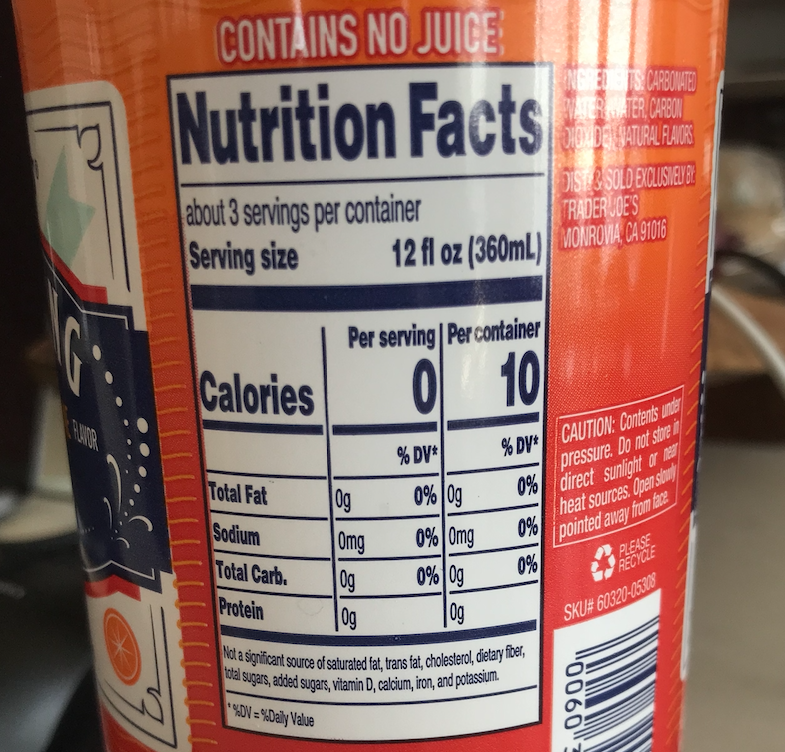 CONTAINS NO JUICE
Nutrition Facts
about 3 servings per container
Serving size 12 fl oz (360mL)
Per serving Per container
Calories 0 10
% DV* % DV*
Total Fat 0g 0% 0g 0%
Sodium 0mg 0% 0mg 0%
Total Carb. 0g 0% 0g 0%
Protein 0g 0g
Not a significant source of saturated fat, trans fat, cholesterol, dietary fiber,
total sugars, added sugars, vitamin D, calcium, iron, and potassium.
*%DV = %Daily Value
INGREDIENTS: CARBONATED
WATER (WATER, CARBON
DIOXIDE), NATURAL FLAVORS.
DIST. & SOLD EXCLUSIVELY BY:
TRADER JOE'S
MONROVIA, CA 91016
CAUTION: Contents under
pressure. Do not store in
direct sunlight or near
heat sources. Open slowly
pointed away from face.
PLEASE
RECYCLE
SKU# 60320-05308
0090
G
FLAVOR